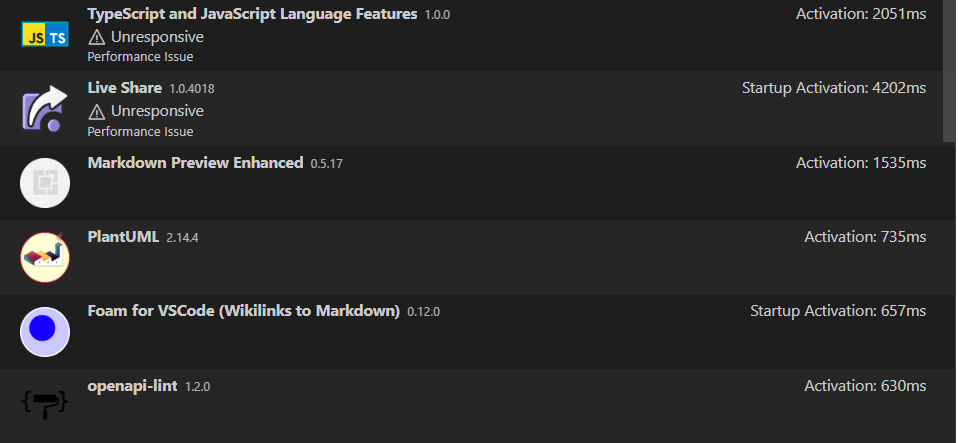 TypeScript and JavaScript Language Features 1.0.0 Activation: 2051ms
JS TS
Unresponsive
Performance Issue
Live Share 1.0.4018 Startup Activation: 4202ms
Unresponsive
Performance Issue
Markdown Preview Enhanced 0.5.17 Activation: 1535ms
PlantUML 2.14.4 Activation: 735ms
Foam for VSCode (Wikilinks to Markdown) 0.12.0 Startup Activation: 657ms
openapi-lint 1.2.0 Activation: 630ms